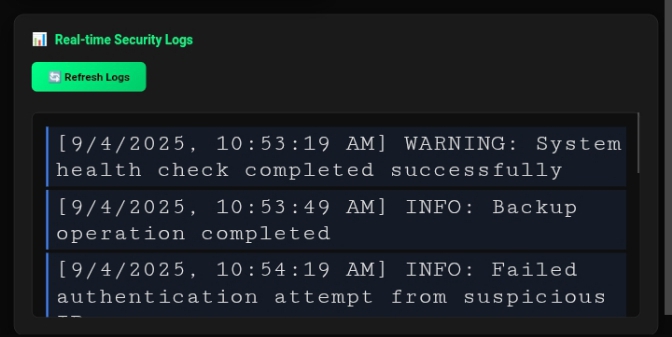 Real-time Security Logs
Refresh Logs
[9/4/2025, 10:53:19 AM] WARNING: System
health check completed successfully
[9/4/2025, 10:53:49 AM] INFO: Backup
operation completed
[9/4/2025, 10:54:19 AM] INFO: Failed
authentication attempt from suspicious